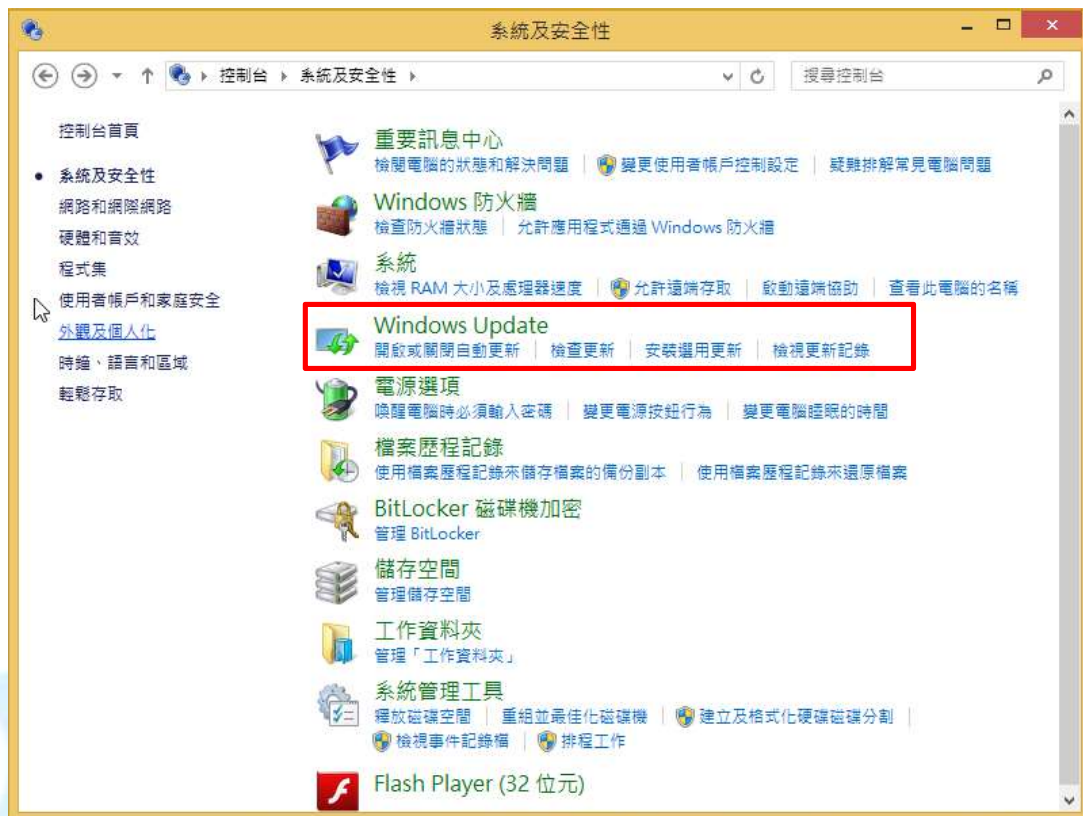 系統及安全性
控制台 系統及安全性
搜尋控制台
控制台首頁
系統及安全性
網路和網際網路
硬體和音效
程式集
使用者帳戶和家庭安全
外觀及個人化
時鐘、語言和區域
輕鬆存取
重要訊息中心
檢閱電腦的狀態和解決問題 變更使用者帳戶控制設定 疑難排解常見電腦問題
Windows 防火牆
檢查防火牆狀態 允許應用程式通過 Windows 防火牆
系統
檢視 RAM 大小及處理器速度 允許遠端存取 啟動遠端協助 查看此電腦的名稱
Windows Update
開啟或關閉自動更新 檢查更新 安裝選用更新 檢視更新記錄
電源選項
喚醒電腦時必須輸入密碼 變更電源按鈕行為 變更電腦睡眠的時間
檔案歷程記錄
使用檔案歷程記錄來儲存檔案的備份副本 使用檔案歷程記錄來還原檔案
BitLocker 磁碟機加密
管理 BitLocker
儲存空間
管理儲存空間
工作資料夾
管理「工作資料夾」
系統管理工具
釋放磁碟空間 重組並最佳化磁碟機 建立及格式化硬碟磁碟分割
檢視事件記錄檔 排程工作
Flash Player (32 位元)